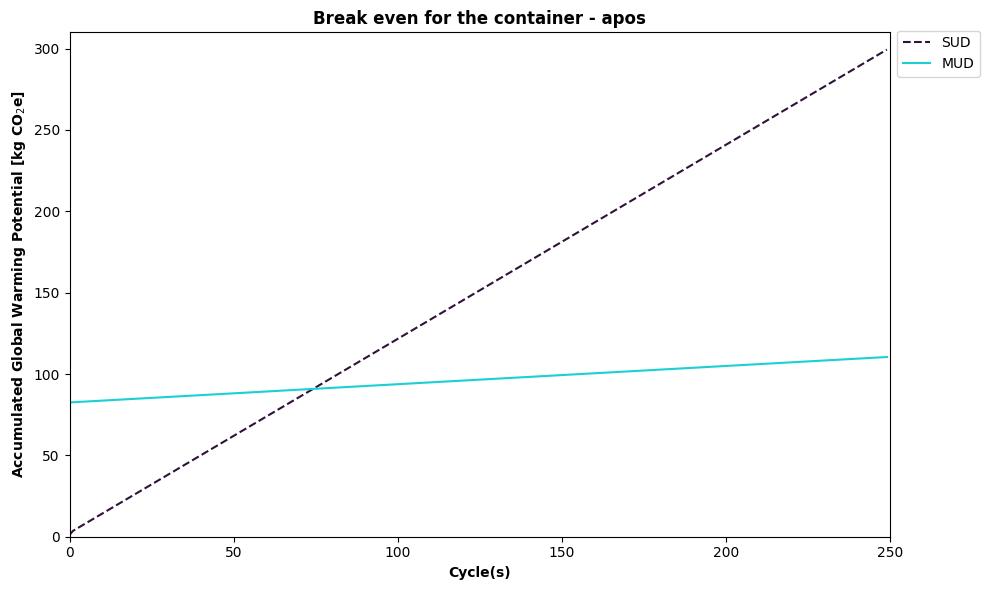 Break even for the container - apos
SUD
MUD
Accumulated Global Warming Potential [kg CO₂e]
300
250
200
150
100
50
0
0 50 100 150 200 250
Cycle(s)